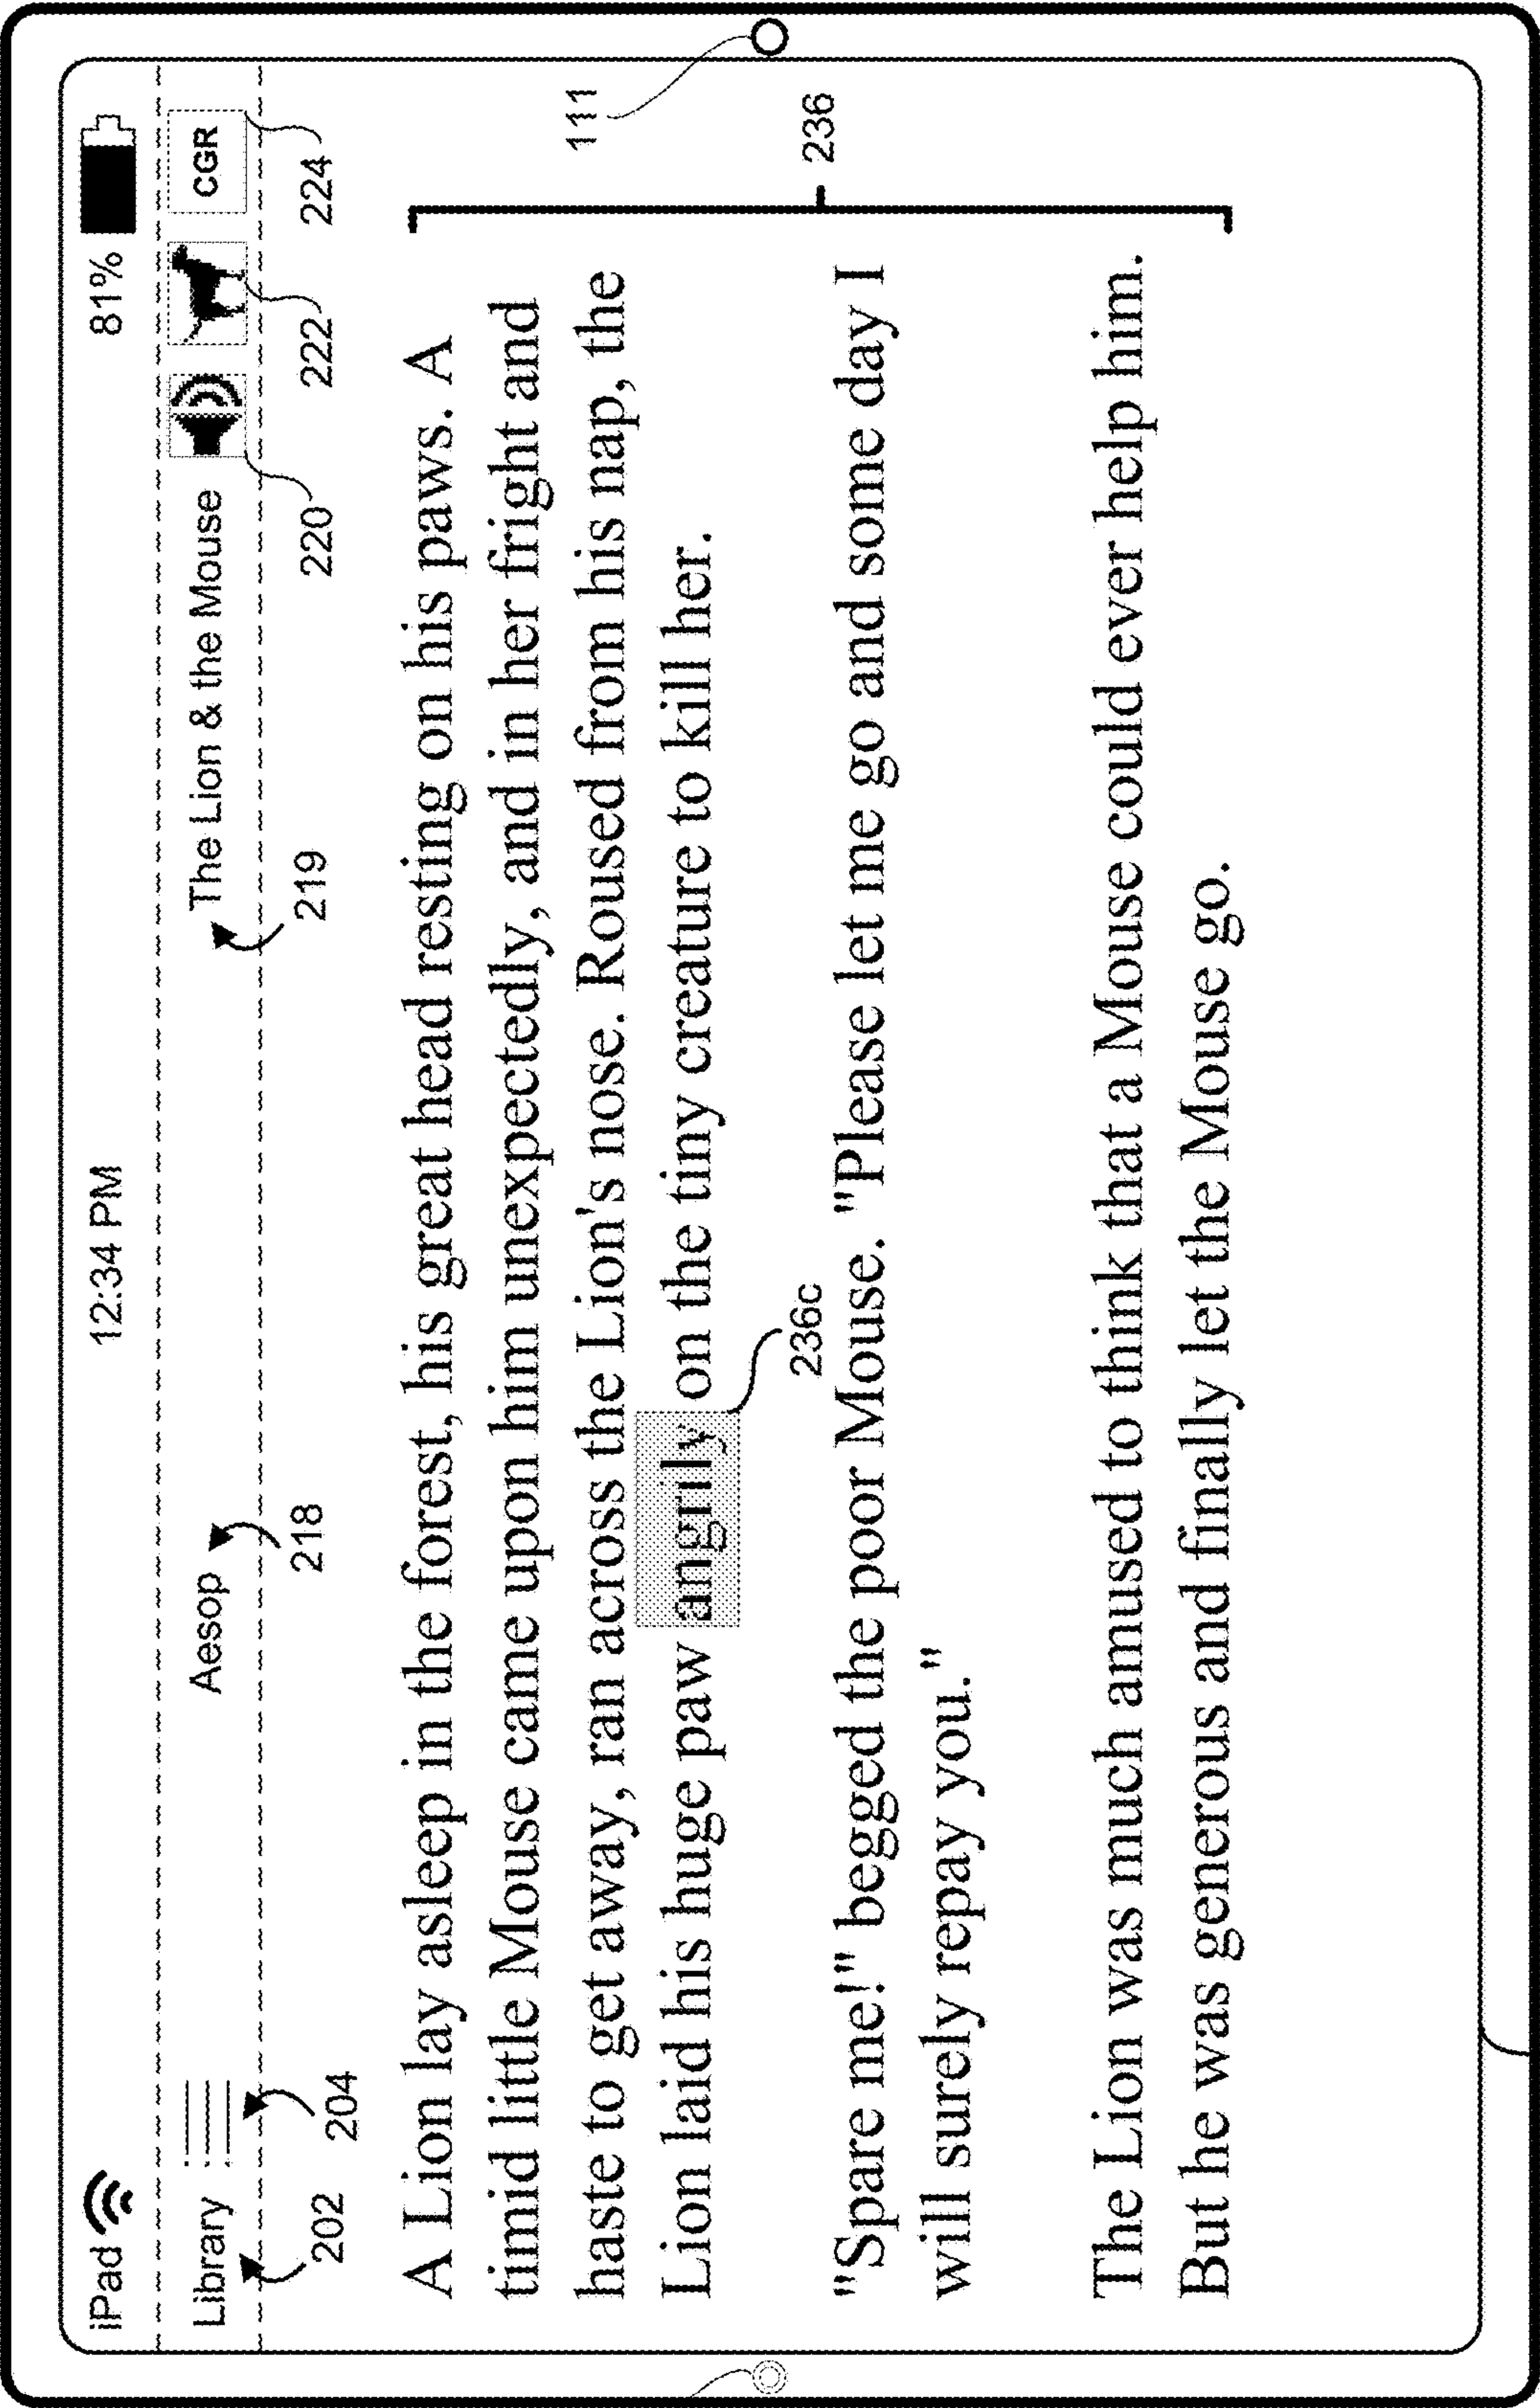 iPad 12:34 PM 81%
Library Aesop The Lion & the Mouse CGR
202 204 218 219 220 222 224
A Lion lay asleep in the forest, his great head resting on his paws. A
timid little Mouse came upon him unexpectedly, and in her fright and
haste to get away, ran across the Lion's nose. Roused from his nap, the
Lion laid his huge paw angrily on the tiny creature to kill her.
111
236c
236
"Spare me!" begged the poor Mouse. "Please let me go and some day I
will surely repay you."
The Lion was much amused to think that a Mouse could ever help him.
But he was generous and finally let the Mouse go.